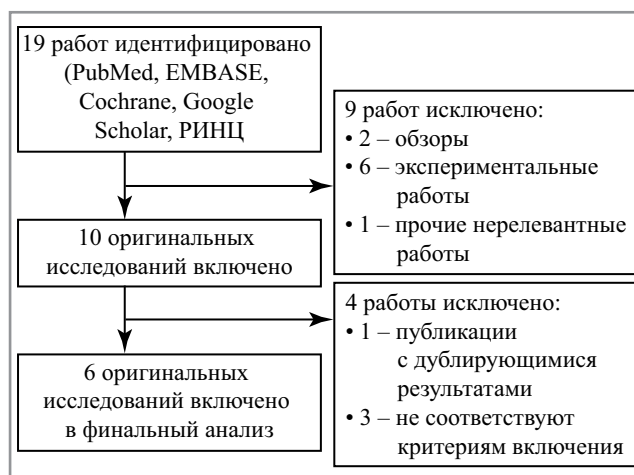 19 работ идентифицировано
(PubMed, EMBASE,
Cochrane, Google
Scholar, РИНЦ
9 работ исключено:
• 2 – обзоры
• 6 – экспериментальные
работы
• 1 – прочие нерелевантные
работы
10 оригинальных
исследований включено
4 работы исключено:
• 1 – публикации
с дублирующимися
результатами
• 3 – не соответствуют
критериям включения
6 оригинальных
исследований включено
в финальный анализ